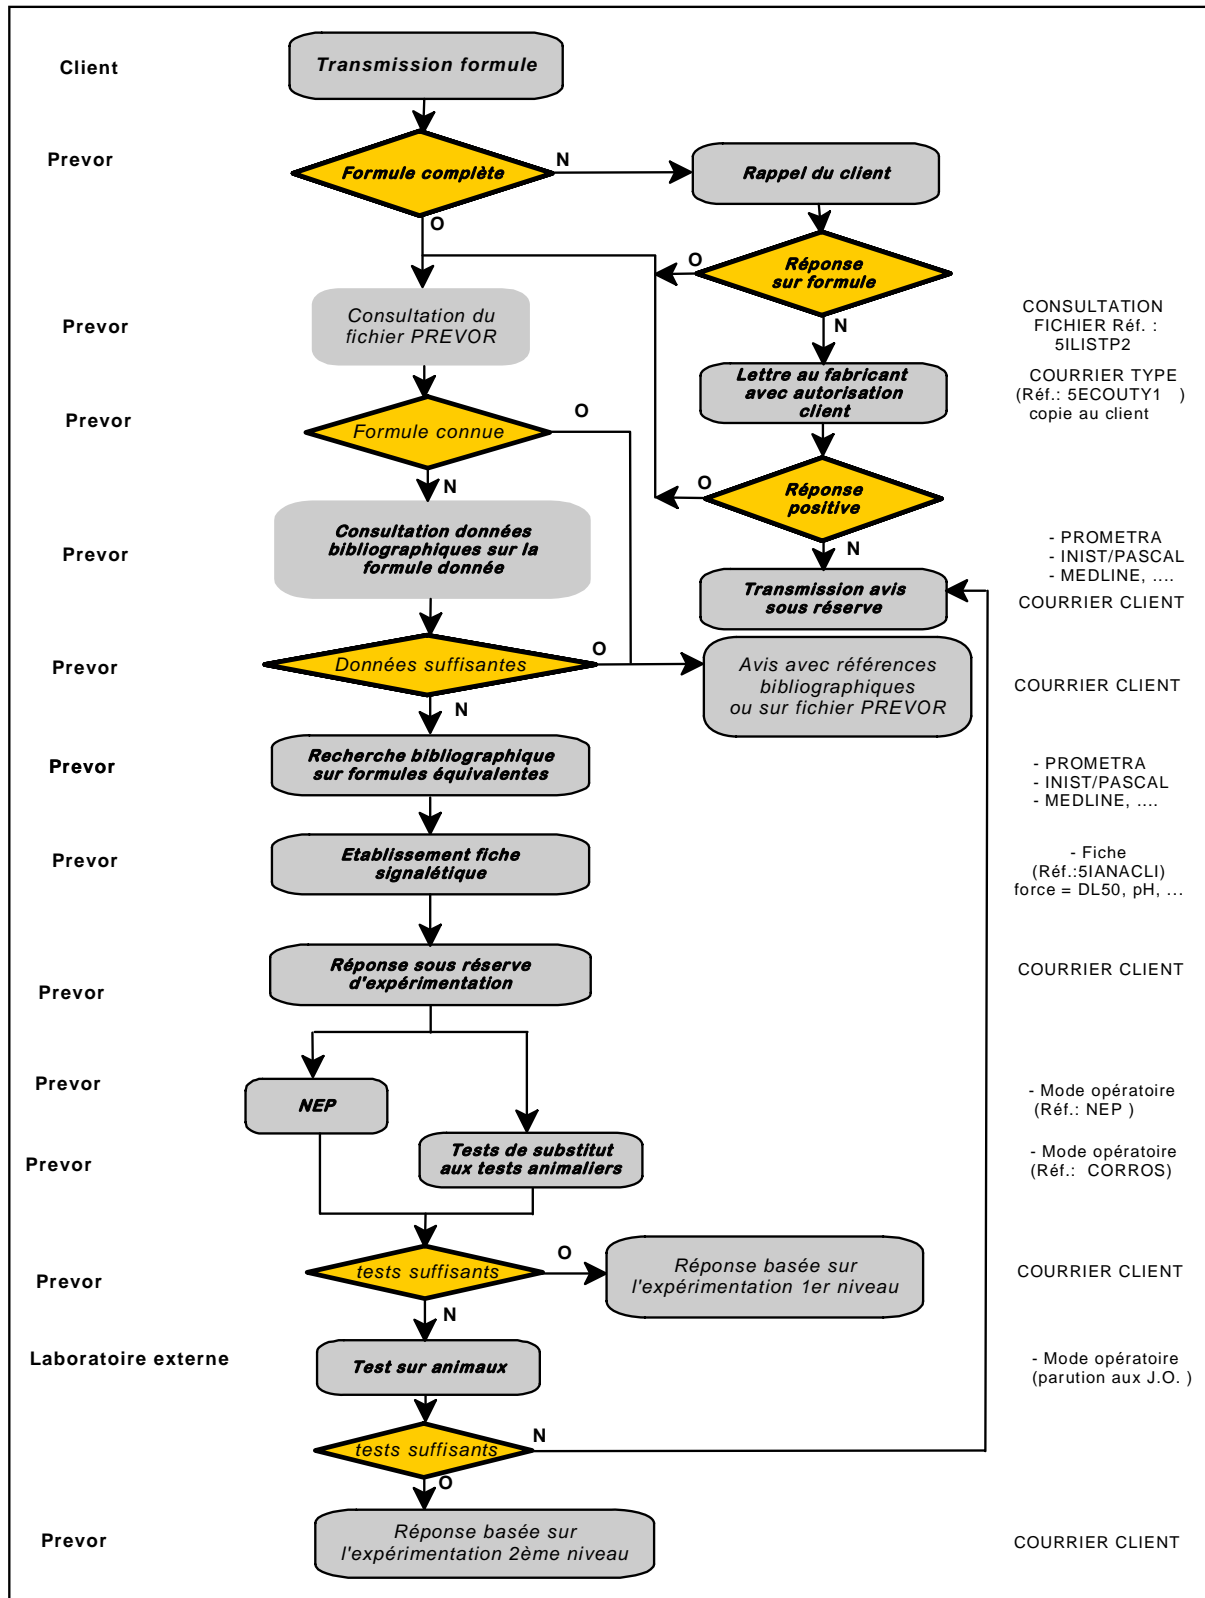 Client
Transmission formule
Prevor
Formule complète
N
Rappel du client
O
O
Réponse
sur formule
Prevor
Consultation du
fichier PREVOR
N
CONSULTATION
FICHIER Réf. :
5ILISTP2
Lettre au fabricant
avec autorisation
client
COURRIER TYPE
(Réf.: 5ECOUTY1 )
copie au client
Prevor
Formule connue
O
N
O
Réponse
positive
N
Prevor
Consultation données
bibliographiques sur la
formule donnée
- PROMETRA
- INIST/PASCAL
- MEDLINE, ....
Transmission avis
sous réserve
COURRIER CLIENT
Prevor
Données suffisantes
O
Avis avec références
bibliographiques
ou sur fichier PREVOR
COURRIER CLIENT
N
Prevor
Recherche bibliographique
sur formules équivalentes
- PROMETRA
- INIST/PASCAL
- MEDLINE, ....
Prevor
Etablissement fiche
signalétique
- Fiche
(Réf.:5IANACLI)
force = DL50, pH, ...
Prevor
Réponse sous réserve
d'expérimentation
COURRIER CLIENT
Prevor
NEP
- Mode opératoire
(Réf.: NEP )
Prevor
Tests de substitut
aux tests animaliers
- Mode opératoire
(Réf.: CORROS)
Prevor
tests suffisants
O
Réponse basée sur
l'expérimentation 1er niveau
COURRIER CLIENT
N
Laboratoire externe
Test sur animaux
- Mode opératoire
(parution aux J.O. )
tests suffisants
N
O
Prevor
Réponse basée sur
l'expérimentation 2ème niveau
COURRIER CLIENT